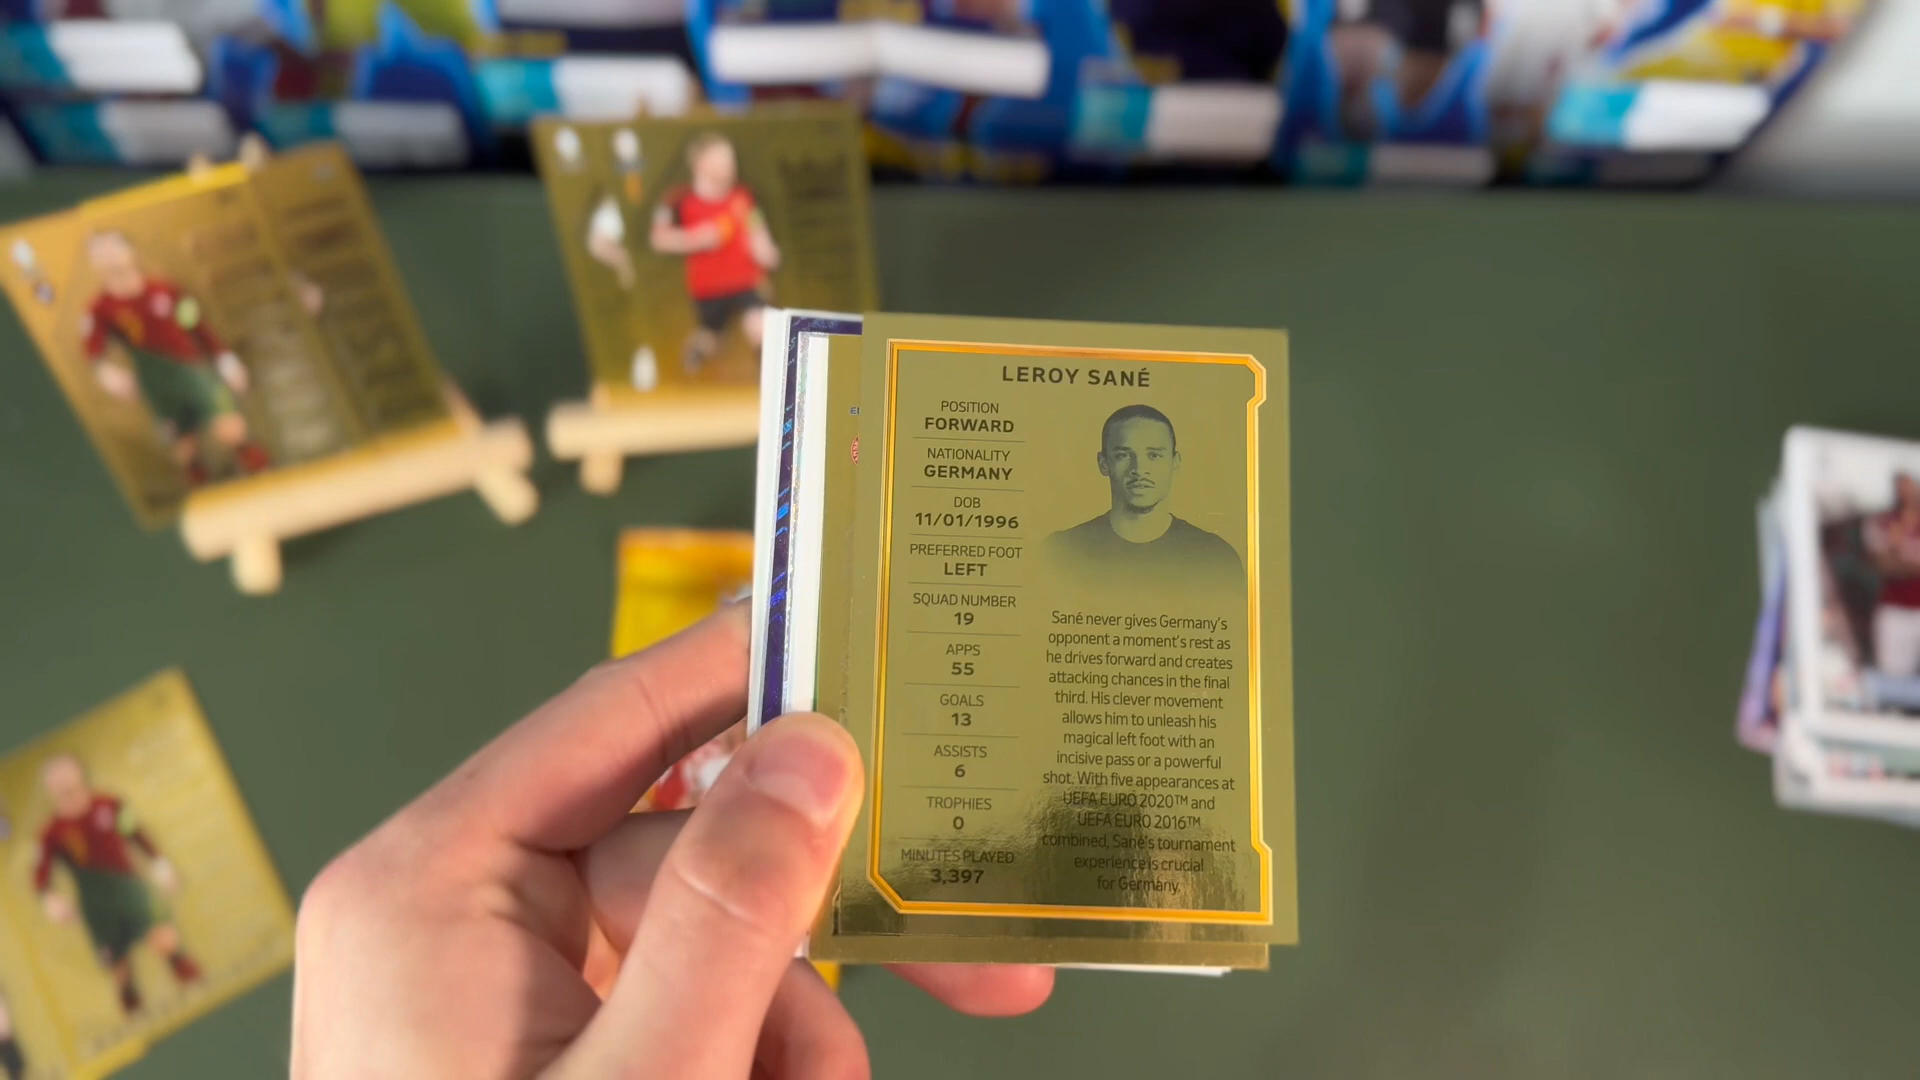 LEROY SANÉ
POSITION
FORWARD
NATIONALITY
GERMANY
DOB
11/01/1996
PREFERRED FOOT
LEFT
SQUAD NUMBER
19
APPS
55
GOALS
13
ASSISTS
6
TROPHIES
0
MINUTES PLAYED
3,397
Sané never gives Germany's
opponent a moment's rest as
he drives forward and creates
attacking chances in the final
third. His clever movement
allows him to unleash his
magical left foot with an
incisive pass or a powerful
shot. With five appearances at
UEFA EURO 2020™ and
UEFA EURO 2016™
combined, Sané's tournament
experience is crucial
for Germany.